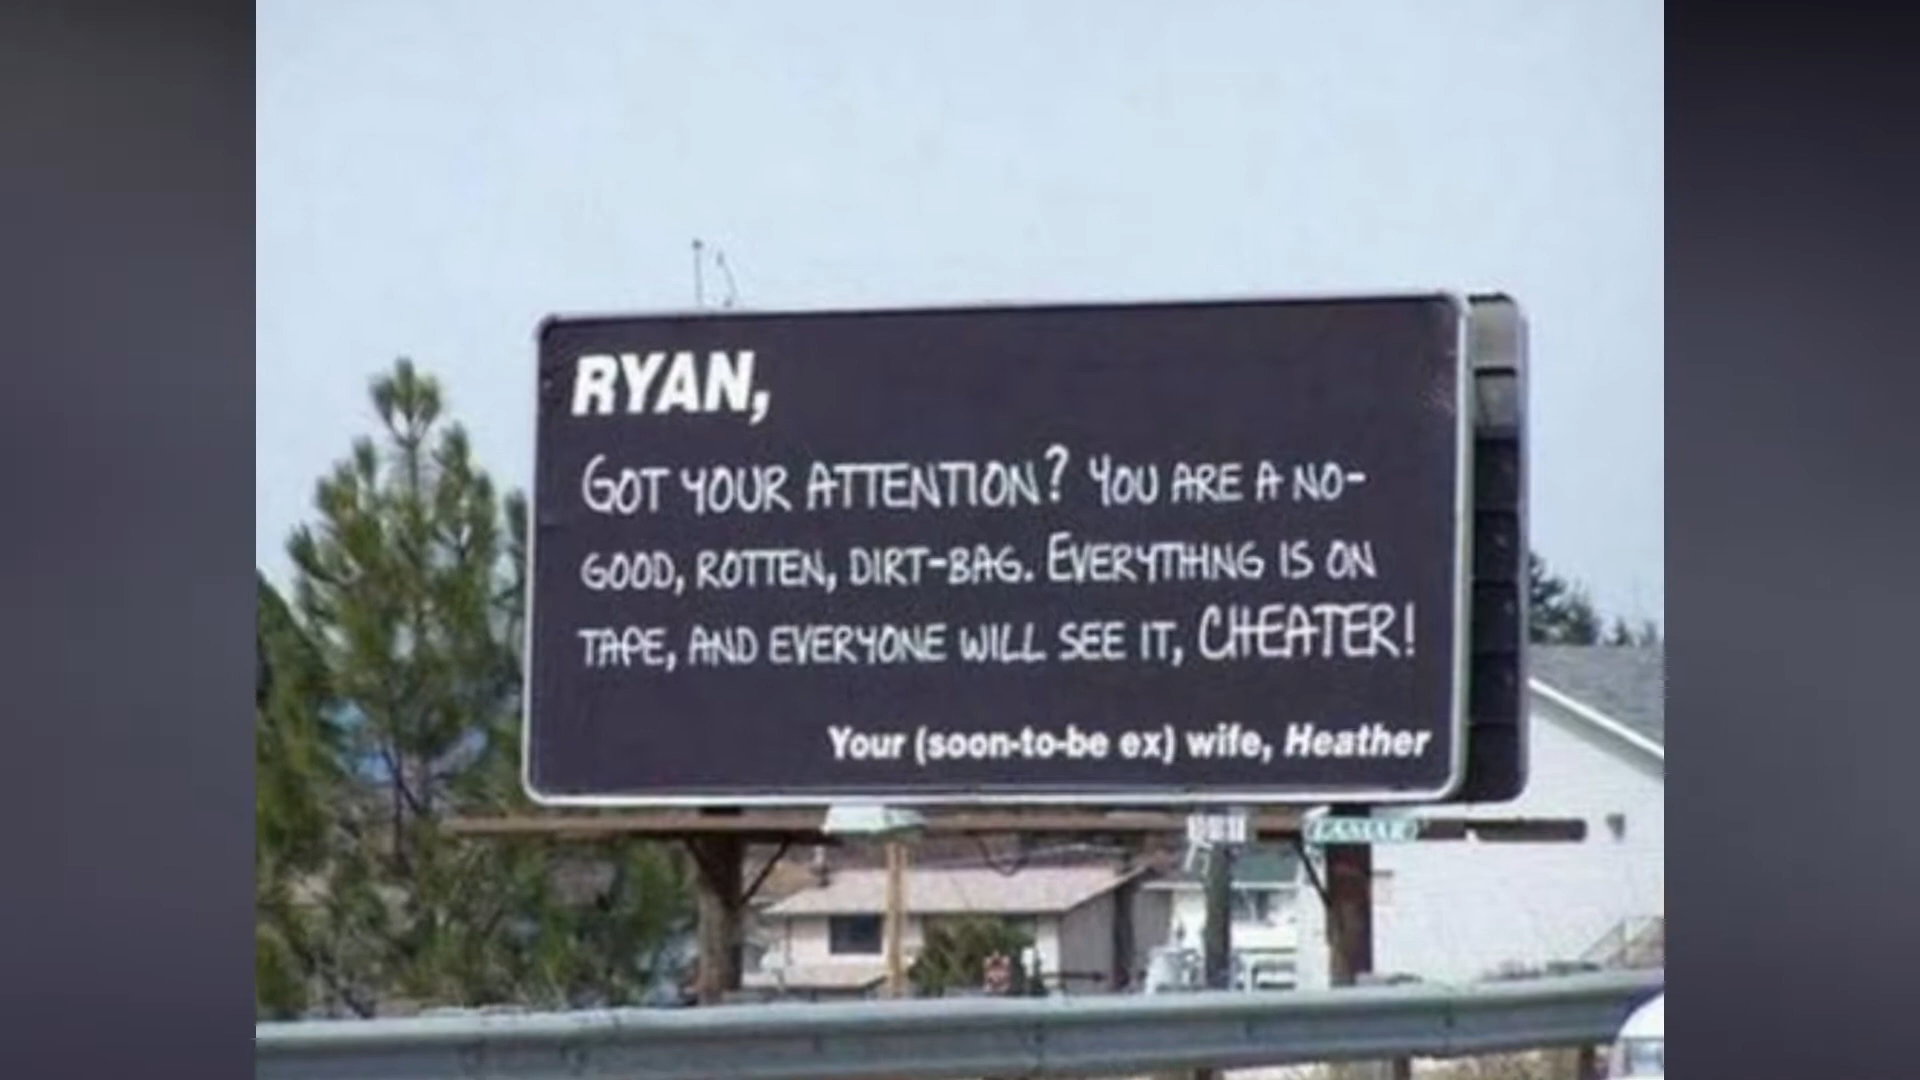 RYAN,
GOT YOUR ATTENTION? YOU ARE A NO-
GOOD, ROTTEN, DIRT-BAG. EVERYTHING IS ON
TAPE, AND EVERYONE WILL SEE IT, CHEATER!
Your (soon-to-be ex) wife, Heather
LAMAR